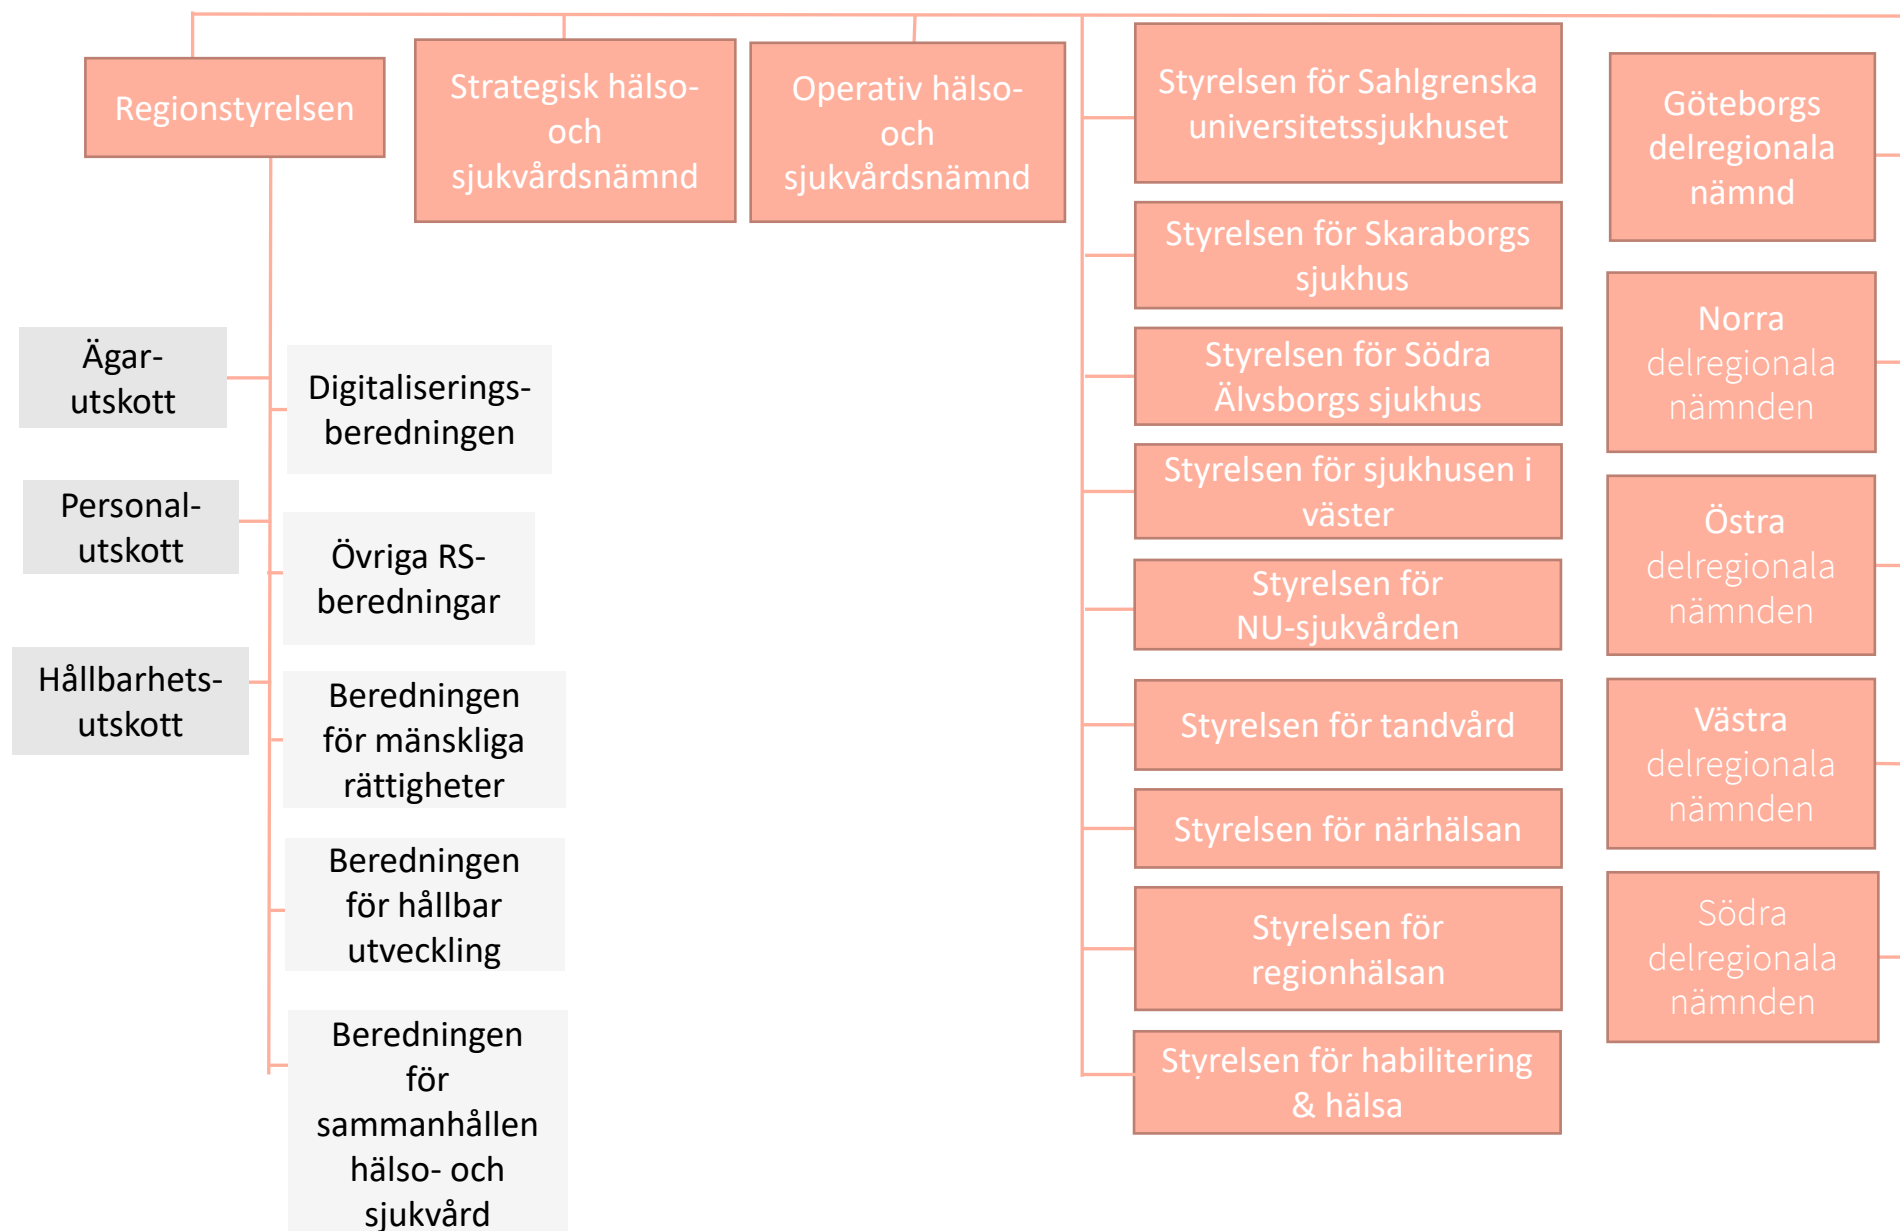 Regionstyrelsen
Strategisk hälso-
och
sjukvårdsnämnd
Operativ hälso-
och
sjukvårdsnämnd
Ägar-
utskott
Personal-
utskott
Hållbarhets-
utskott
Digitaliserings-
beredningen
Övriga RS-
beredningar
Beredningen
för mänskliga
rättigheter
Beredningen
för hållbar
utveckling
Beredningen
för
sammanhållen
hälso- och
sjukvård
Styrelsen för Sahlgrenska
universitetssjukhuset
Styrelsen för Skaraborgs
sjukhus
Styrelsen för Södra
Älvsborgs sjukhus
Styrelsen för sjukhusen i
väster
Styrelsen för
NU-sjukvården
Styrelsen för tandvård
Styrelsen för närhälsan
Styrelsen för
regionhälsan
Styrelsen för habilitering
& hälsa
Göteborgs
delregionala
nämnd
Norra
delregionala
nämnden
Östra
delregionala
nämnden
Västra
delregionala
nämnden
Södra
delregionala
nämnden